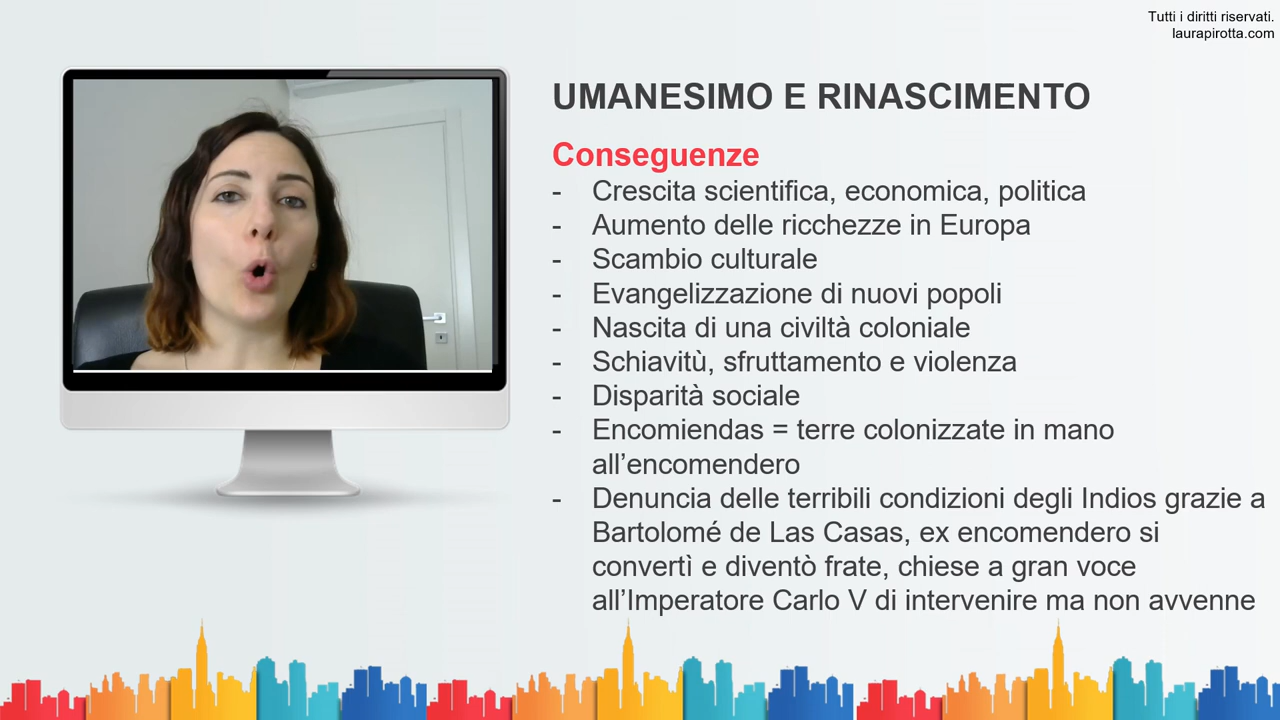 Tutti i diritti riservati.
laurapirotta.com
UMANESIMO E RINASCIMENTO
Conseguenze
- Crescita scientifica, economica, politica
- Aumento delle ricchezze in Europa
- Scambio culturale
- Evangelizzazione di nuovi popoli
- Nascita di una civiltà coloniale
- Schiavitù, sfruttamento e violenza
- Disparità sociale
- Encomiendas = terre colonizzate in mano
all’encomendero
- Denuncia delle terribili condizioni degli Indios grazie a
Bartolomé de Las Casas, ex encomendero si
convertì e diventò frate, chiese a gran voce
all’Imperatore Carlo V di intervenire ma non avvenne